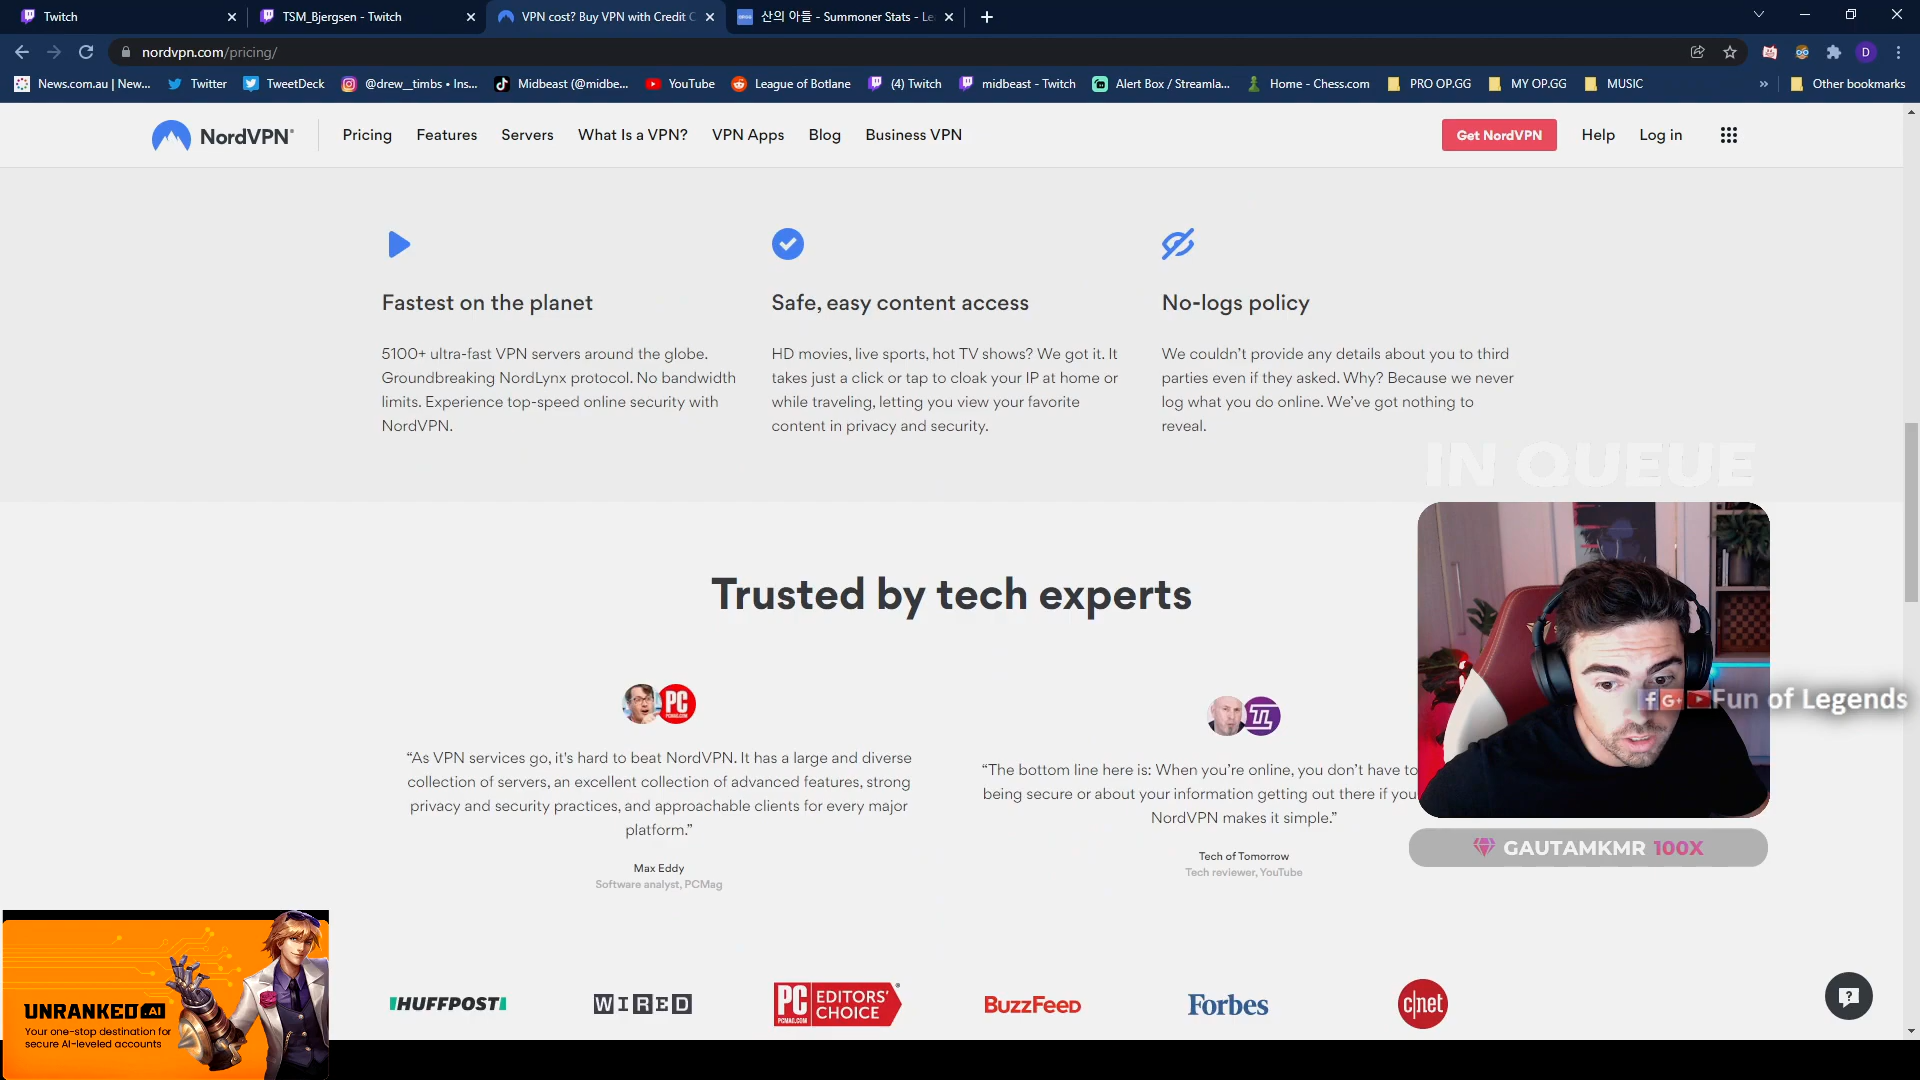 Twitch
TSM_Bjergsen - Twitch
VPN cost? Buy VPN with Credit C
산의 아들 - Summoner Stats - Le
nordvpn.com/pricing/
D
News.com.au | New...
Twitter
TweetDeck
@drew__timbs • Ins...
Midbeast (@midbe...
YouTube
League of Botlane
(4) Twitch
midbeast - Twitch
Alert Box / Streamla...
Home - Chess.com
PRO OP.GG
MY OP.GG
MUSIC
»
Other bookmarks
NordVPN®
Pricing
Features
Servers
What Is a VPN?
VPN Apps
Blog
Business VPN
Get NordVPN
Help
Log in
Fastest on the planet
5100+ ultra-fast VPN servers around the globe.
Groundbreaking NordLynx protocol. No bandwidth
limits. Experience top-speed online security with
NordVPN.
Safe, easy content access
HD movies, live sports, hot TV shows? We got it. It
takes just a click or tap to cloak your IP at home or
while traveling, letting you view your favorite
content in privacy and security.
No-logs policy
We couldn’t provide any details about you to third
parties even if they asked. Why? Because we never
log what you do online. We’ve got nothing to
reveal.
IN QUEUE
Trusted by tech experts
PC
PCMAG.COM
“As VPN services go, it's hard to beat NordVPN. It has a large and diverse
collection of servers, an excellent collection of advanced features, strong
privacy and security practices, and approachable clients for every major
platform.”
Max Eddy
Software analyst, PCMag
“The bottom line here is: When you’re online, you don’t have to
being secure or about your information getting out there if you
NordVPN makes it simple.”
Tech of Tomorrow
Tech reviewer, YouTube
f G+ Fun of Legends
GAUTAMKMR 100X
UNRANKED.AI
Your one-stop destination for
secure AI-leveled accounts
HUFFPOST
WIRED
PC
PCMAG.COM
EDITORS’
CHOICE
BuzzFeed
Forbes
c|net
?